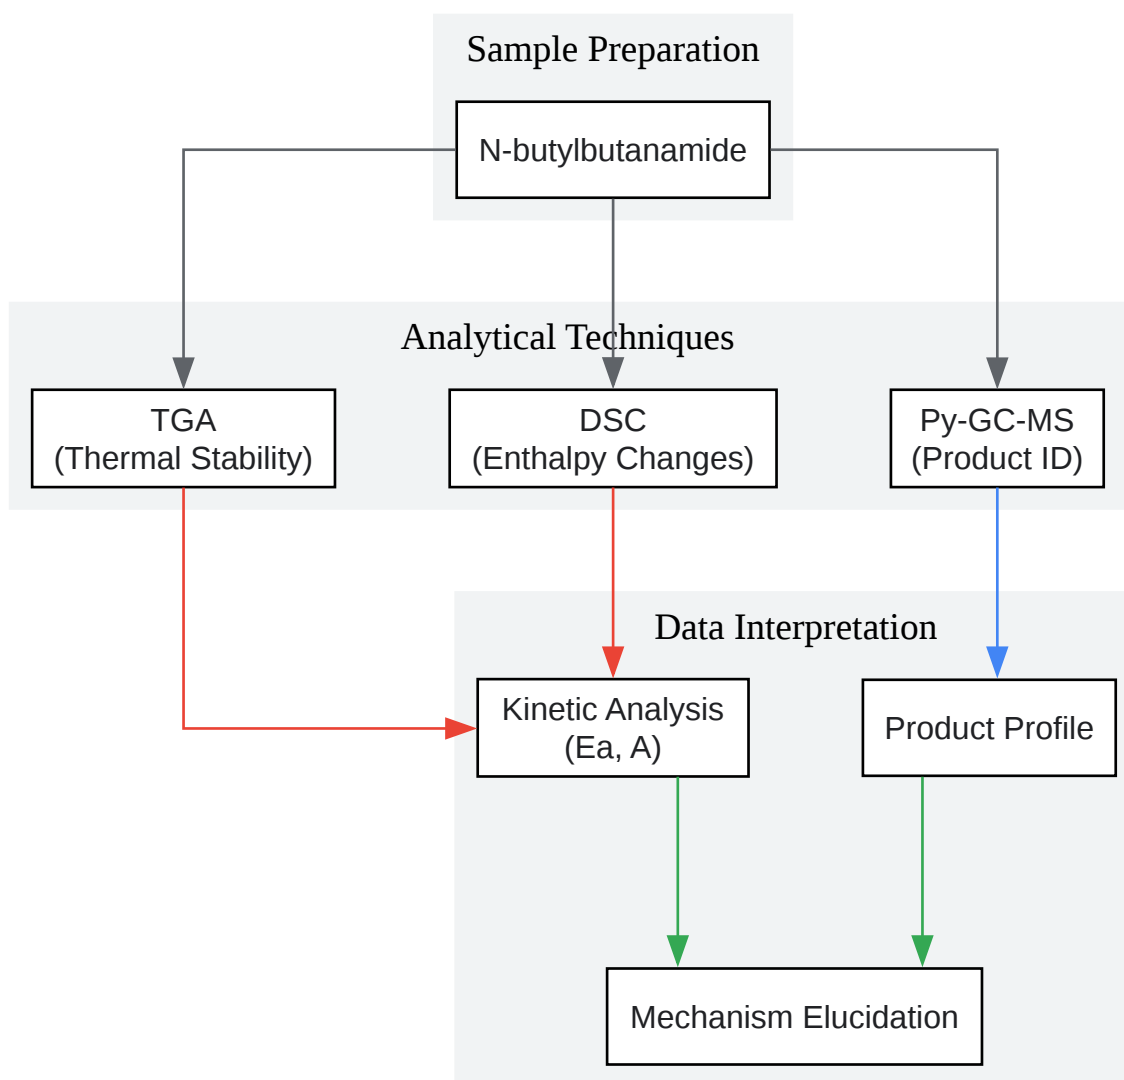 Sample Preparation
N-butylbutanamide
Analytical Techniques
TGA
(Thermal Stability)
DSC
(Enthalpy Changes)
Py-GC-MS
(Product ID)
Data Interpretation
Kinetic Analysis
(Ea, A)
Product Profile
Mechanism Elucidation